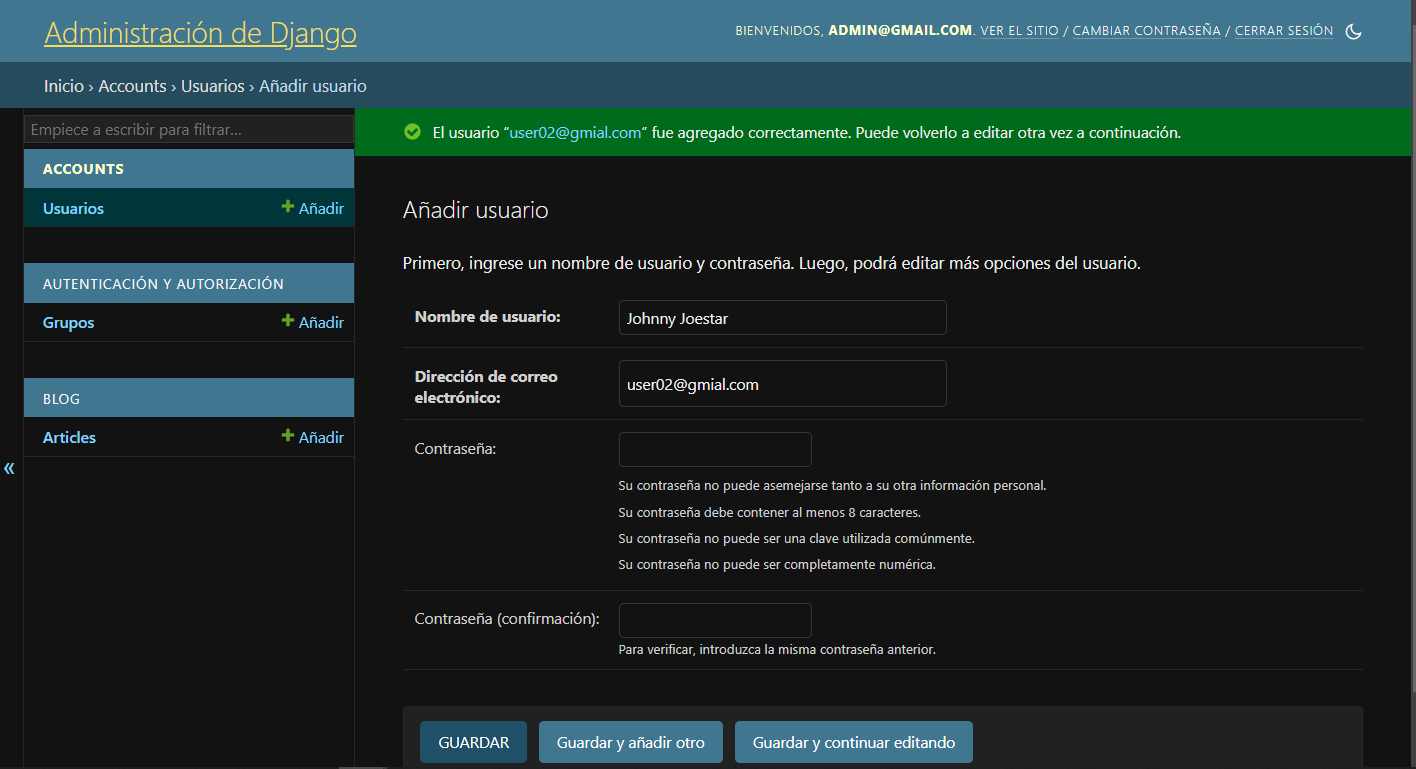 Administración de Django
BIENVENIDOS, ADMIN@GMAIL.COM. VER EL SITIO / CAMBIAR CONTRASEÑA / CERRAR SESIÓN
Inicio › Accounts › Usuarios › Añadir usuario
Empiece a escribir para filtrar...
ACCOUNTS
Usuarios
Añadir
AUTENTICACIÓN Y AUTORIZACIÓN
Grupos
Añadir
BLOG
Articles
Añadir
«
El usuario “user02@gmial.com” fue agregado correctamente. Puede volverlo a editar otra vez a continuación.
Añadir usuario
Primero, ingrese un nombre de usuario y contraseña. Luego, podrá editar más opciones del usuario.
Nombre de usuario:
Johnny Joestar
Dirección de correo
electrónico:
user02@gmial.com
Contraseña:
Su contraseña no puede asemejarse tanto a su otra información personal.
Su contraseña debe contener al menos 8 caracteres.
Su contraseña no puede ser una clave utilizada comúnmente.
Su contraseña no puede ser completamente numérica.
Contraseña (confirmación):
Para verificar, introduzca la misma contraseña anterior.
GUARDAR
Guardar y añadir otro
Guardar y continuar editando